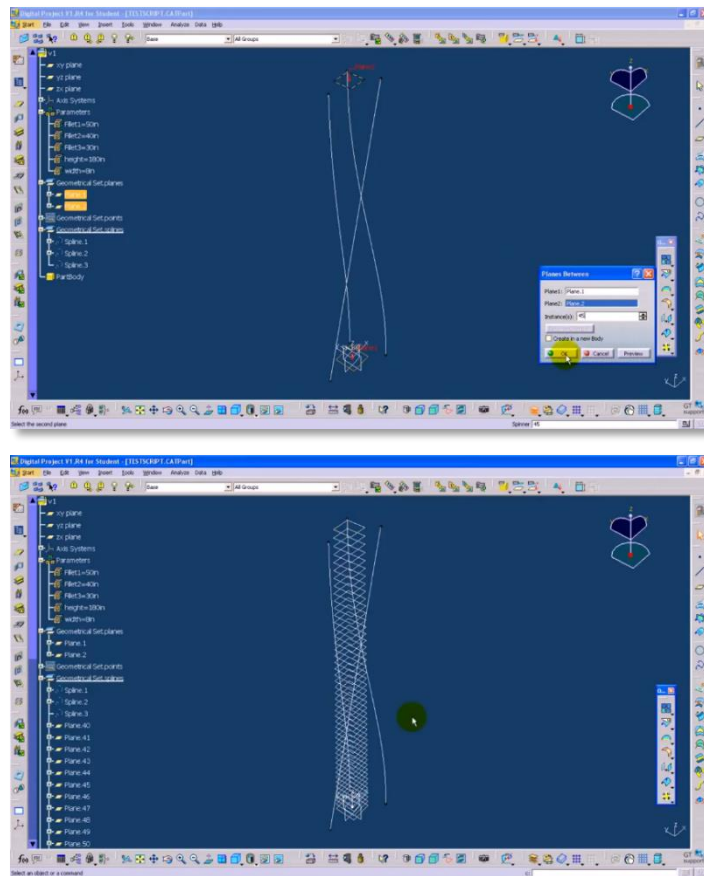 Digital Project V1,R4 for Student - [TESTSCRIPT.CATPart]
Start File Edit View Insert Tools Window Analyze Data Help
Base
All Groups
v1
xy plane
yz plane
zx plane
Axis Systems
Parameters
Fillet1=50in
Fillet2=40in
Fillet3=30in
height=180in
width=8in
Geometrical Set.planes
Geometrical Set.points
Geometrical Set.splines
Spline.1
Spline.2
Spline.3
PartBody
Planes Between
Plane1: Plane.1
Plane2: Plane.2
Instance(s): 45
Create in a new Body
OK Cancel Preview
Select the second plane
Spinner 45
Digital Project V1,R4 for Student - [TESTSCRIPT.CATPart]
Start File Edit View Insert Tools Window Analyze Data Help
Base
All Groups
v1
xy plane
yz plane
zx plane
Axis Systems
Parameters
Fillet1=50in
Fillet2=40in
Fillet3=30in
height=180in
width=8in
Geometrical Set.planes
Plane.1
Plane.2
Geometrical Set.points
Geometrical Set.splines
Spline.1
Spline.2
Spline.3
Plane.40
Plane.41
Plane.42
Plane.43
Plane.44
Plane.45
Plane.46
Plane.47
Plane.48
Plane.49
Plane.50
Select an object or a command